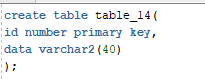 create table table_14(
id number primary key,
data varchar2(40)
);